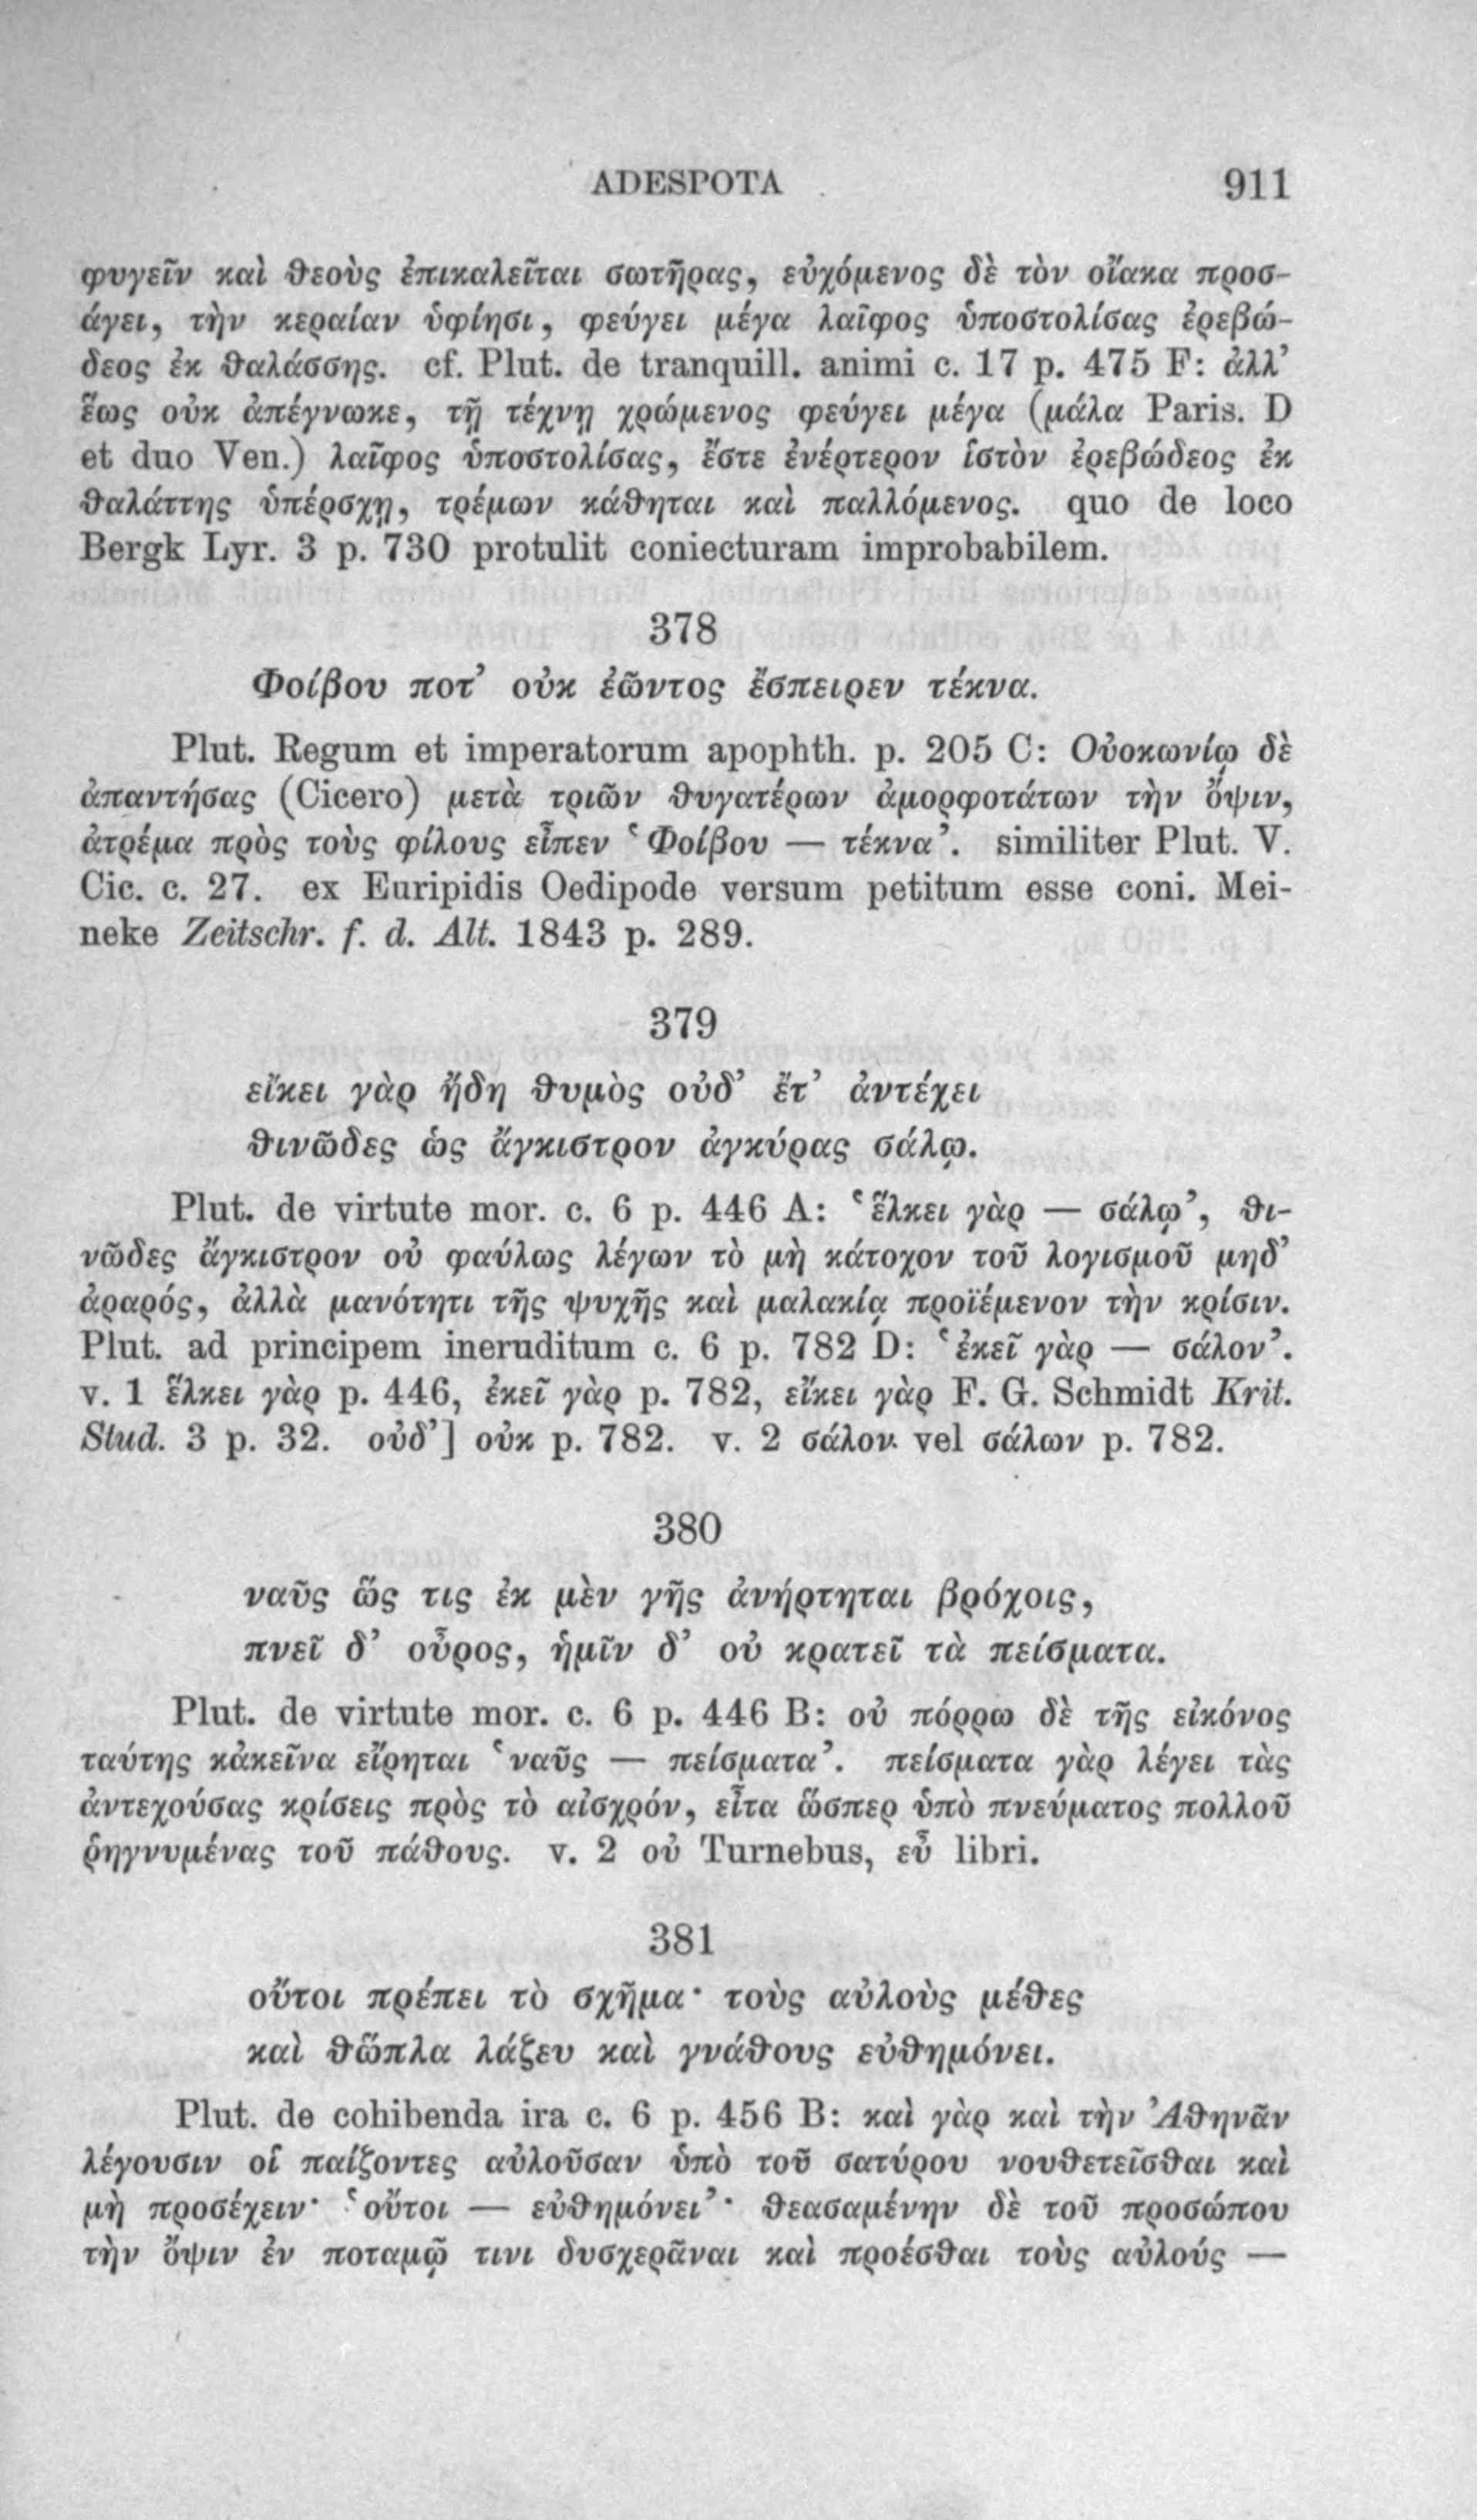 ADESPOTA 911
φυγεῖν καὶ θεοὺς ἐπικαλεῖται σωτῆρας, εὐχόμενος δὲ τὸν οἴακα προσ-
άγει, τὴν κεραίαν ὑφίησι, φεύγει μέγα λαῖφος ὑποστολίσας ἐρεβώ-
δεος ἐκ θαλάσσης. cf. Plut. de tranquill. animi c. 17 p. 475 F: ἀλλ’
ἕως οὐκ ἀπέγνωκε, τῇ τέχνῃ χρώμενος φεύγει μέγα (μάλα Paris. D
et duo Ven.) λαῖφος ὑποστολίσας, ἔστε ἐνέρτερον ἱστὸν ἐρεβώδεος ἐκ
θαλάττης ὑπέρσχῃ, τρέμων κάθηται καὶ παλλόμενος. quo de loco
Bergk Lyr. 3 p. 730 protulit coniecturam improbabilem.
378
Φοίβου ποτ’ οὐκ ἐῶντος ἔσπειρεν τέκνα.
Plut. Regum et imperatorum apophth. p. 205 C: Οὐοκωνίῳ δὲ
ἀπαντήσας (Cicero) μετὰ τριῶν θυγατέρων ἀμορφοτάτων τὴν ὄψιν,
ἀτρέμα πρὸς τοὺς φίλους εἶπεν ‘Φοίβου — τέκνα’. similiter Plut. V.
Cic. c. 27. ex Euripidis Oedipode versum petitum esse coni. Mei-
neke Zeitschr. f. d. Alt. 1843 p. 289.
379
εἴκει γὰρ ἤδη θυμὸς οὐδ’ ἔτ’ ἀντέχει
θινῶδες ὡς ἄγκιστρον ἀγκύρας σάλῳ.
Plut. de virtute mor. c. 6 p. 446 A: ‘ἕλκει γὰρ — σάλῳ’, θι-
νῶδες ἄγκιστρον οὐ φαύλως λέγων τὸ μὴ κάτοχον τοῦ λογισμοῦ μηδ’
ἀραρός, ἀλλὰ μανότητι τῆς ψυχῆς καὶ μαλακίᾳ προϊέμενον τὴν κρίσιν.
Plut. ad principem ineruditum c. 6 p. 782 D: ‘ἐκεῖ γὰρ — σάλον’.
v. 1 ἕλκει γὰρ p. 446, ἐκεῖ γὰρ p. 782, εἴκει γὰρ F. G. Schmidt Krit.
Stud. 3 p. 32. οὐδ’] οὐκ p. 782. v. 2 σάλον vel σάλων p. 782.
380
ναῦς ὥς τις ἐκ μὲν γῆς ἀνήρτηται βρόχοις,
πνεῖ δ’ οὖρος, ἡμῖν δ’ οὐ κρατεῖ τὰ πείσματα.
Plut. de virtute mor. c. 6 p. 446 B: οὐ πόρρω δὲ τῆς εἰκόνος
ταύτης κἀκεῖνα εἴρηται ‘ναῦς — πείσματα’. πείσματα γὰρ λέγει τὰς
ἀντεχούσας κρίσεις πρὸς τὸ αἰσχρόν, εἶτα ὥσπερ ὑπὸ πνεύματος πολλοῦ
ῥηγνυμένας τοῦ πάθους. v. 2 οὐ Turnebus, εὖ libri.
381
οὔτοι πρέπει τὸ σχῆμα· τοὺς αὐλοὺς μέθες
καὶ θὥπλα λάζευ καὶ γνάθους εὐθημόνει.
Plut. de cohibenda ira c. 6 p. 456 B: καὶ γὰρ καὶ τὴν Ἀθηνᾶν
λέγουσιν οἱ παίζοντες αὐλοῦσαν ὑπὸ τοῦ σατύρου νουθετεῖσθαι καὶ
μὴ προσέχειν· ‘οὔτοι — εὐθημόνει’· θεασαμένην δὲ τοῦ προσώπου
τὴν ὄψιν ἐν ποταμῷ τινι δυσχερᾶναι καὶ προέσθαι τοὺς αὐλούς —